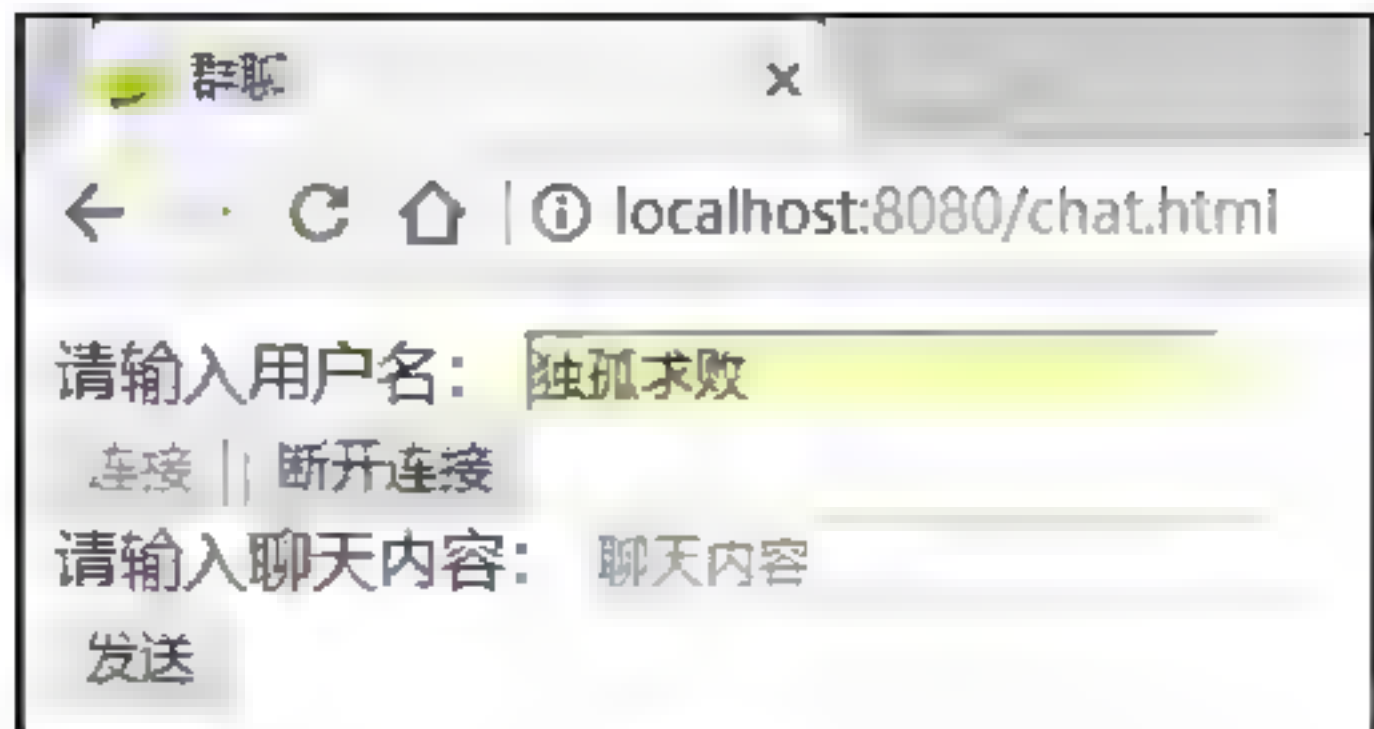 群聊
localhost:8080/chat.html
请输入用户名： 独孤求败
连接 断开连接
请输入聊天内容： 聊天内容
发送